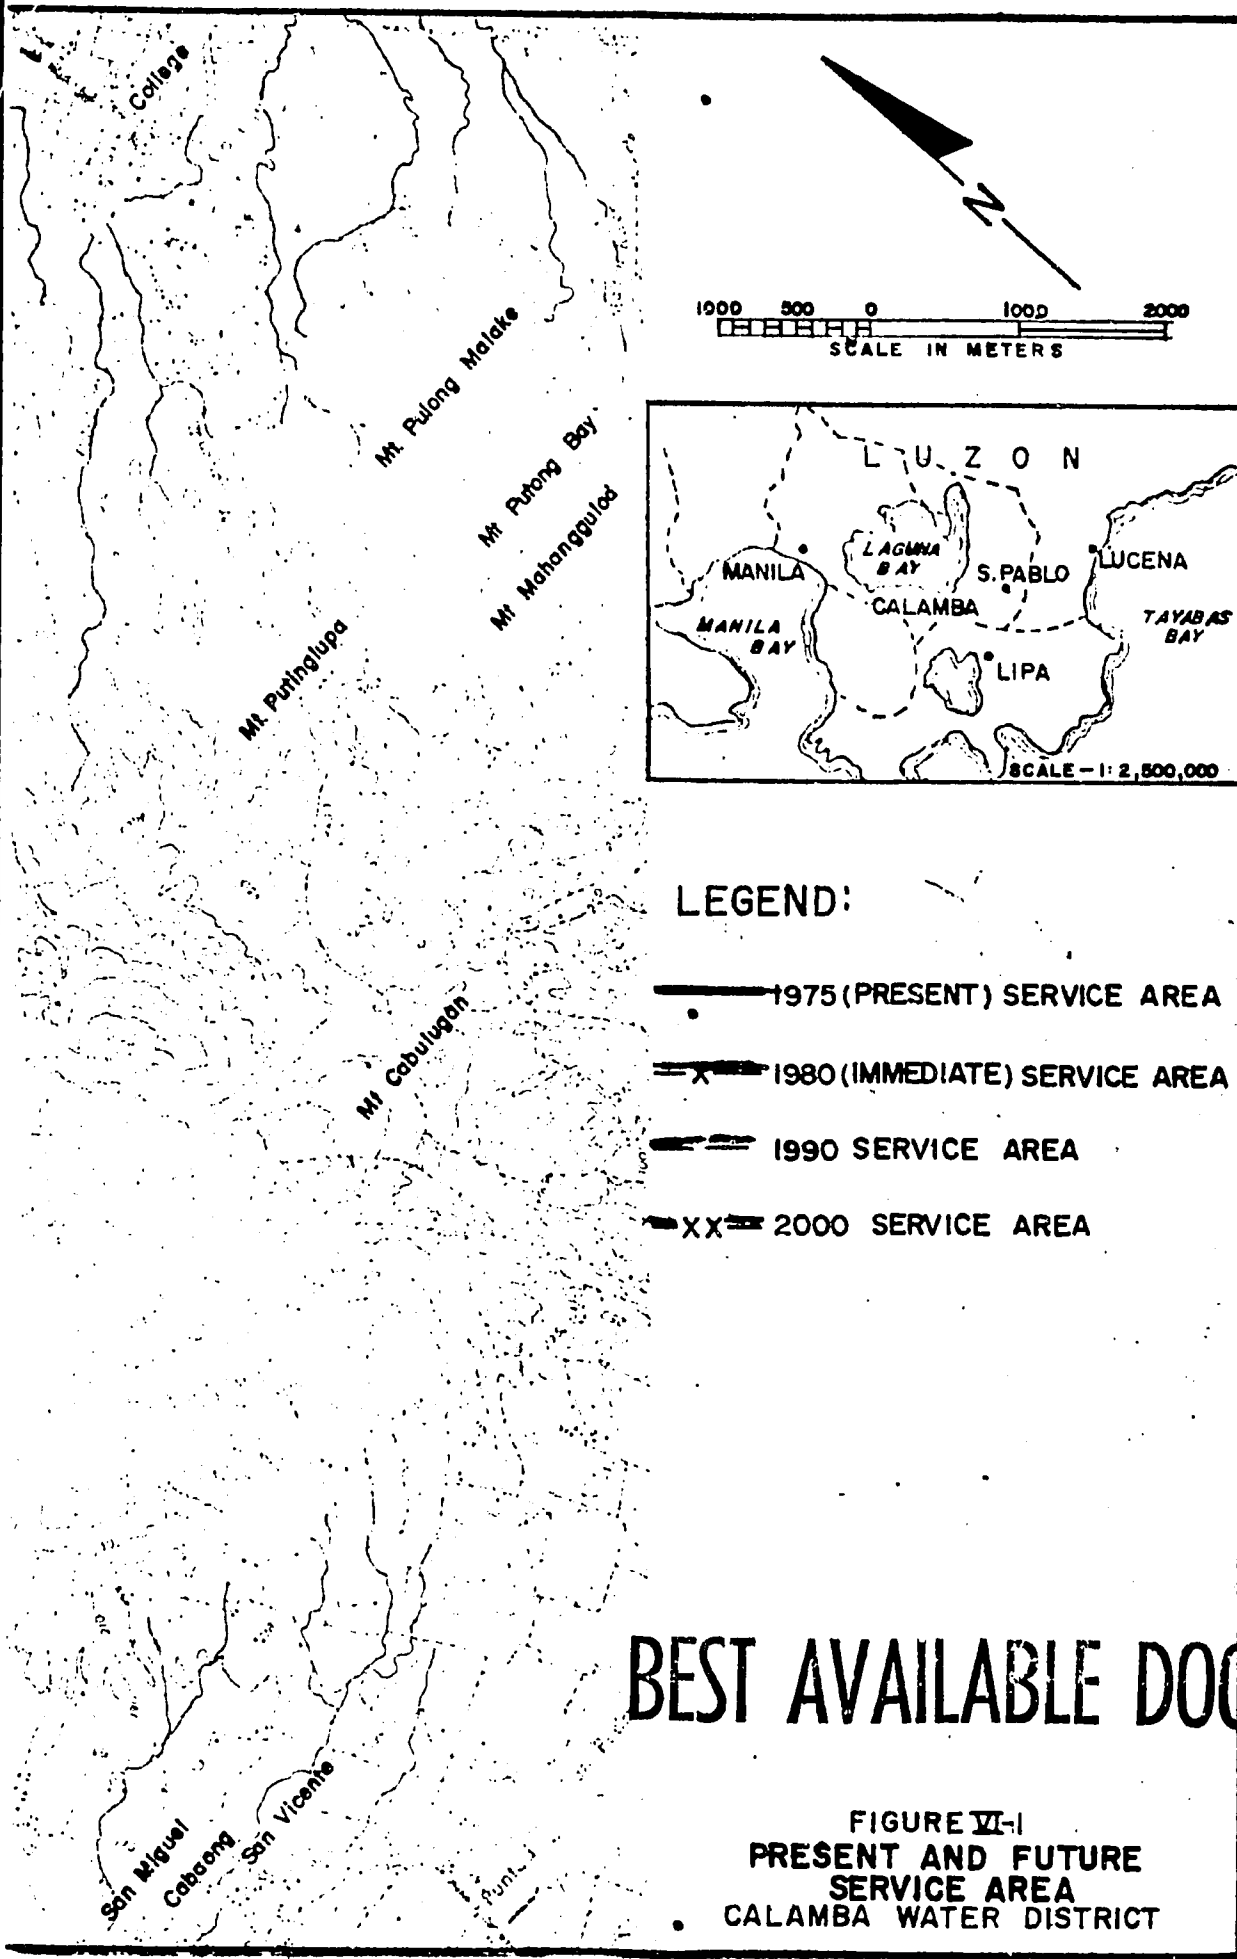 College
N
1000 500 0 1000 2000
SCALE IN METERS
Mt. Pulong Malake
Mt Putong Bay
Mt Mahanggulod
Mt. Putinglupa
LUZON
LAGUNA
BAY
MANILA
S. PABLO
LUCENA
CALAMBA
MANILA
BAY
TAYABAS
BAY
LIPA
SCALE - 1: 2,500,000
LEGEND:
1975 (PRESENT) SERVICE AREA
X 1980 (IMMEDIATE) SERVICE AREA
1990 SERVICE AREA
XX 2000 SERVICE AREA
Mt Cabulugan
San Miguel
Cabaong
San Vicente
BEST AVAILABLE DOC
FIGURE VI-1
PRESENT AND FUTURE
SERVICE AREA
CALAMBA WATER DISTRICT